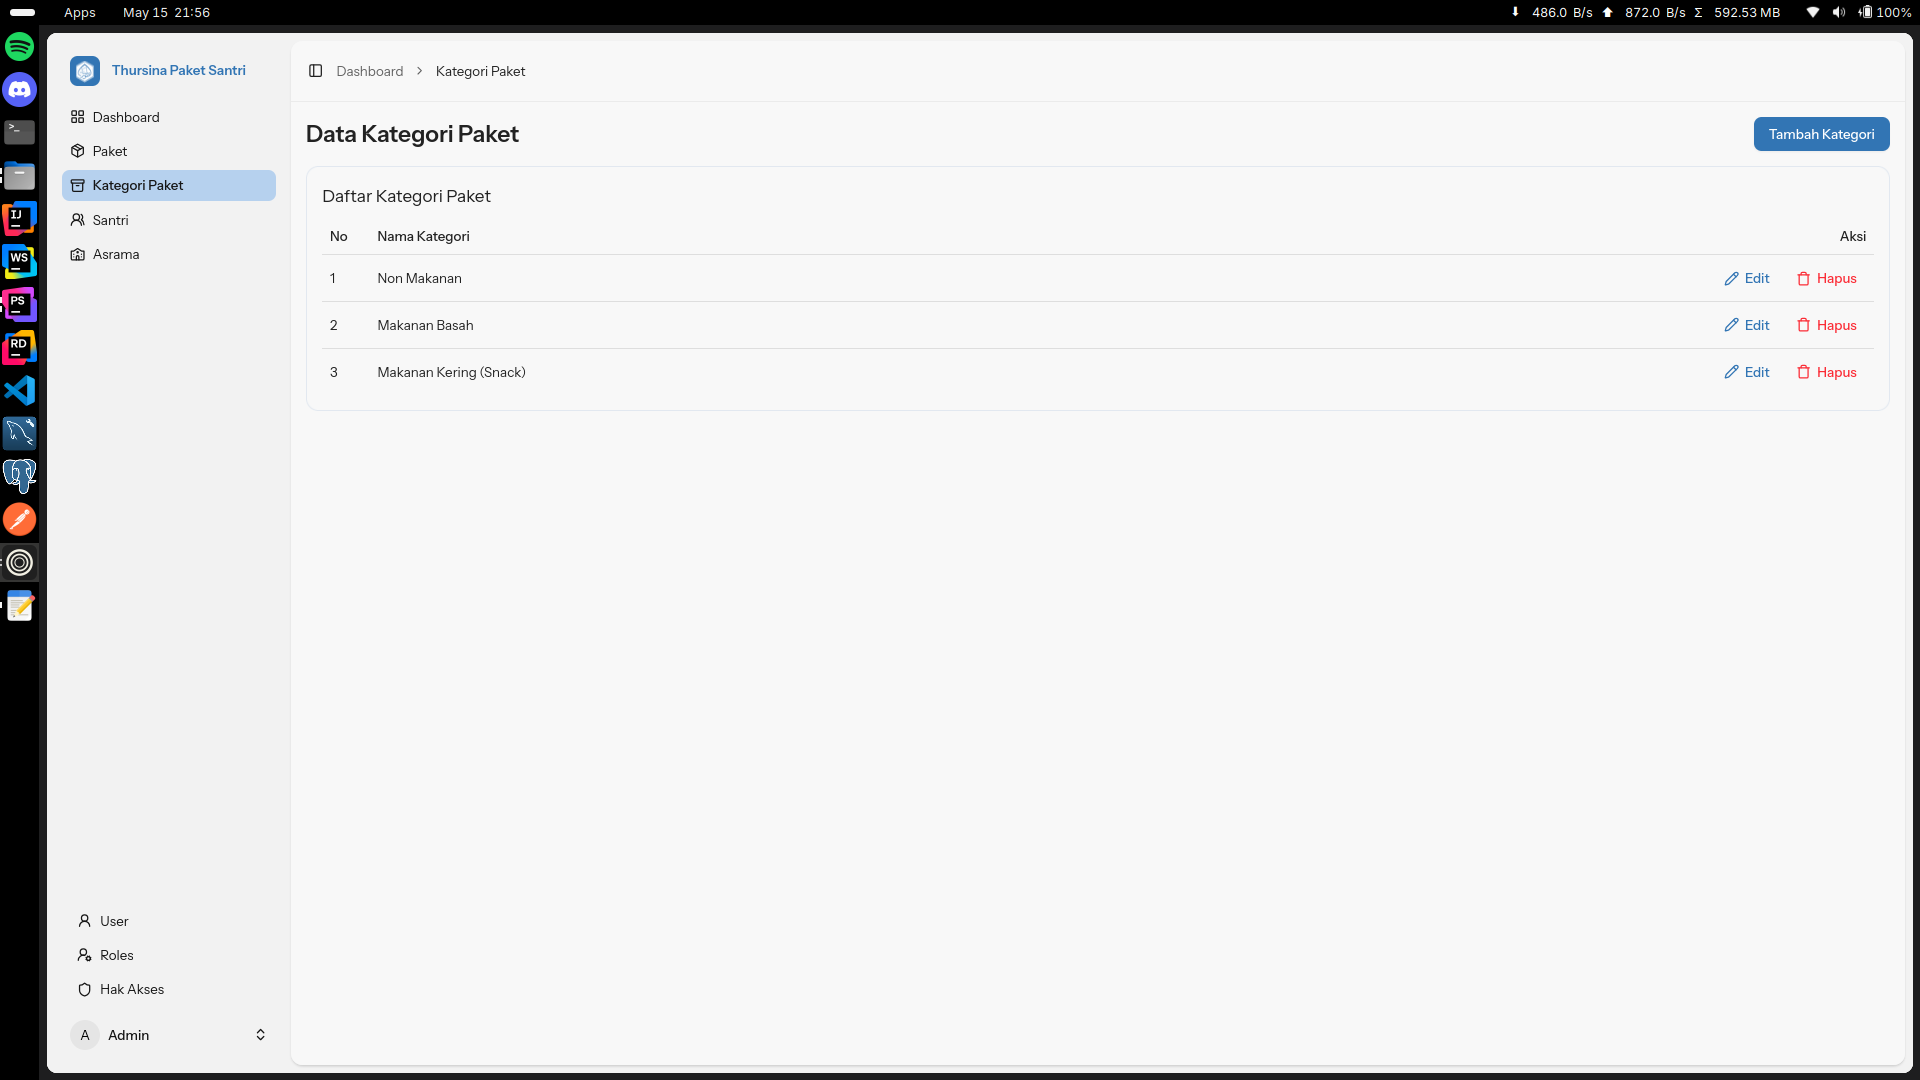 Apps May 15 21:56 486.0 B/s 872.0 B/s Σ 592.53 MB 100%
Thursina Paket Santri
Dashboard
Paket
Kategori Paket
Santri
Asrama
User
Roles
Hak Akses
A Admin
Dashboard > Kategori Paket
Data Kategori Paket
Tambah Kategori
Daftar Kategori Paket
No Nama Kategori Aksi
1 Non Makanan Edit Hapus
2 Makanan Basah Edit Hapus
3 Makanan Kering (Snack) Edit Hapus
>_
IJ
WS
PS
RD